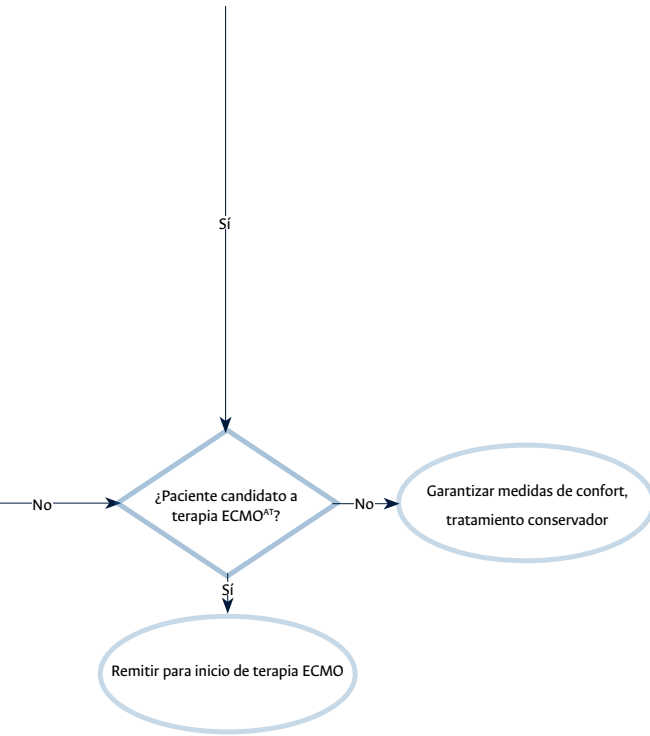 Sí
No
¿Paciente candidato a
terapia ECMOᴬᵀ?
No
Garantizar medidas de confort,
tratamiento conservador
Sí
Remitir para inicio de terapia ECMO